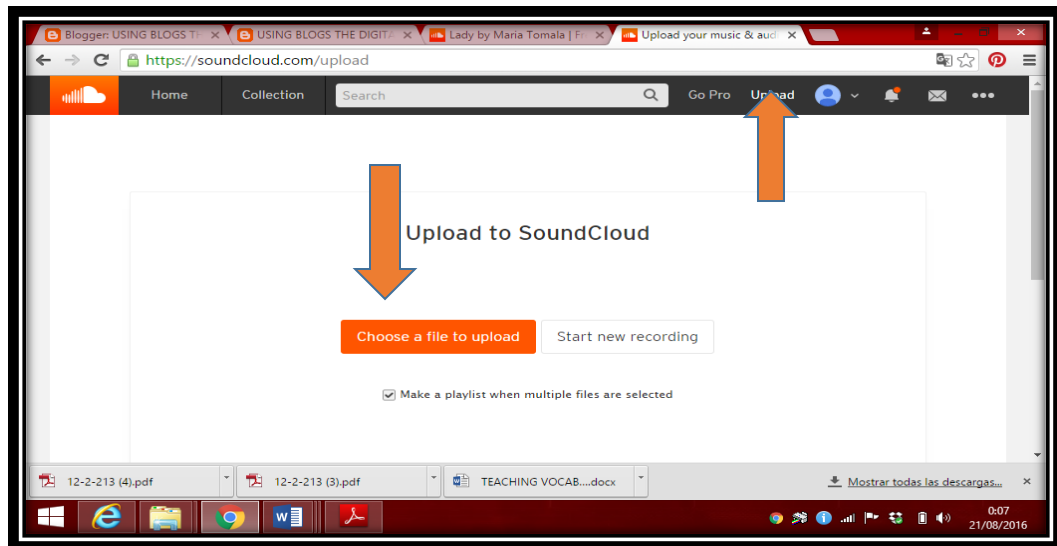 Blogger: USING BLOGS TH
USING BLOGS THE DIGITA
Lady by Maria Tomala | Fr
Upload your music & aud
https://soundcloud.com/upload
Home
Collection
Search
Go Pro
Upload
Upload to SoundCloud
Choose a file to upload
Start new recording
Make a playlist when multiple files are selected
12-2-213 (4).pdf
12-2-213 (3).pdf
TEACHING VOCAB....docx
Mostrar todas las descargas...
0:07
21/08/2016